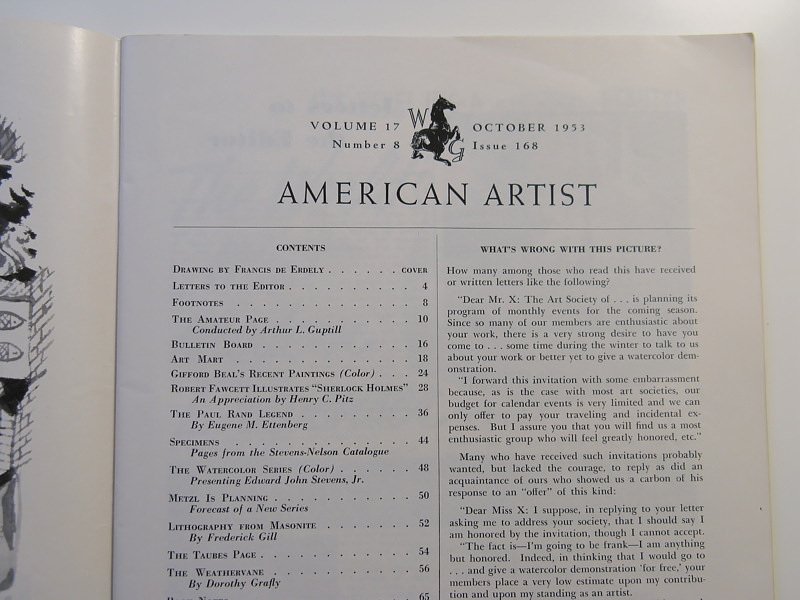 VOLUME 17
Number 8
W
G
OCTOBER 1953
Issue 168
AMERICAN ARTIST
CONTENTS
DRAWING BY FRANCIS DE ERDELY . . . . . . COVER
LETTERS TO THE EDITOR . . . . . . . . . 4
FOOTNOTES . . . . . . . . . . . . . 8
THE AMATEUR PAGE . . . . . . . . . . 10
Conducted by Arthur L. Guptill
BULLETIN BOARD . . . . . . . . . . . 16
ART MART . . . . . . . . . . . . . 18
GIFFORD BEAL'S RECENT PAINTINGS (Color) . . . 24
ROBERT FAWCETT ILLUSTRATES "SHERLOCK HOLMES" 28
An Appreciation by Henry C. Pitz
THE PAUL RAND LEGEND . . . . . . . . . 36
By Eugene M. Ettenberg
SPECIMENS . . . . . . . . . . . . . 44
Pages from the Stevens-Nelson Catalogue
THE WATERCOLOR SERIES (Color) . . . . . . 48
Presenting Edward John Stevens, Jr.
METZL IS PLANNING . . . . . . . . . . 50
Forecast of a New Series
LITHOGRAPHY FROM MASONITE . . . . . . . 52
By Frederick Gill
THE TAUBES PAGE . . . . . . . . . . . 54
THE WEATHERVANE . . . . . . . . . . 56
By Dorothy Grafly
65
WHAT'S WRONG WITH THIS PICTURE?
How many among those who read this have received
or written letters like the following?
"Dear Mr. X: The Art Society of . . . is planning its
program of monthly events for the coming season.
Since so many of our members are enthusiastic about
your work, there is a very strong desire to have you
come to . . . some time during the winter to talk to us
about your work or better yet to give a watercolor dem-
onstration.
"I forward this invitation with some embarrassment
because, as is the case with most art societies, our
budget for calendar events is very limited and we can
only offer to pay your traveling and incidental ex-
penses. But I assure you that you will find us a most
enthusiastic group who will feel greatly honored, etc."
Many who have received such invitations probably
wanted, but lacked the courage, to reply as did an
acquaintance of ours who showed us a carbon of his
response to an "offer" of this kind:
"Dear Miss X: I suppose, in replying to your letter
asking me to address your society, that I should say I
am honored by the invitation, though I cannot accept.
"The fact is—I'm going to be frank—I am anything
but honored. Indeed, in thinking that I would go to
. . . and give a watercolor demonstration 'for free,' your
members place a very low estimate upon my contribu-
tion and upon my standing as an artist.